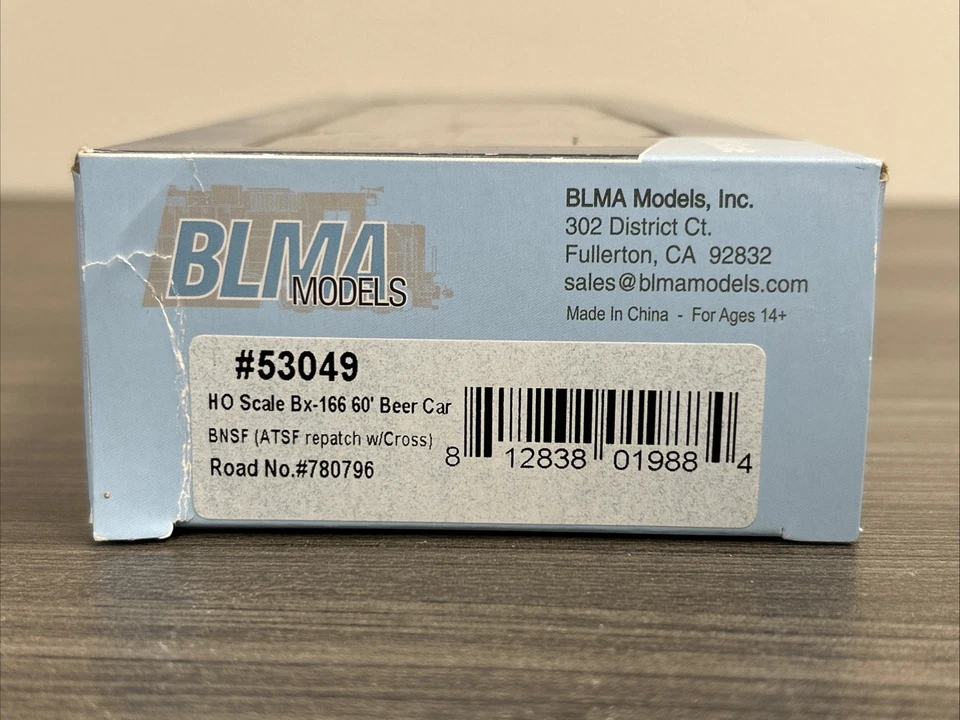 BLMA
MODELS
BLMA Models, Inc.
302 District Ct.
Fullerton, CA 92832
sales@blmamodels.com
Made In China - For Ages 14+
#53049
HO Scale Bx-166 60' Beer Car
BNSF (ATSF repatch w/Cross)
Road No.#780796
8 12838 01988 4